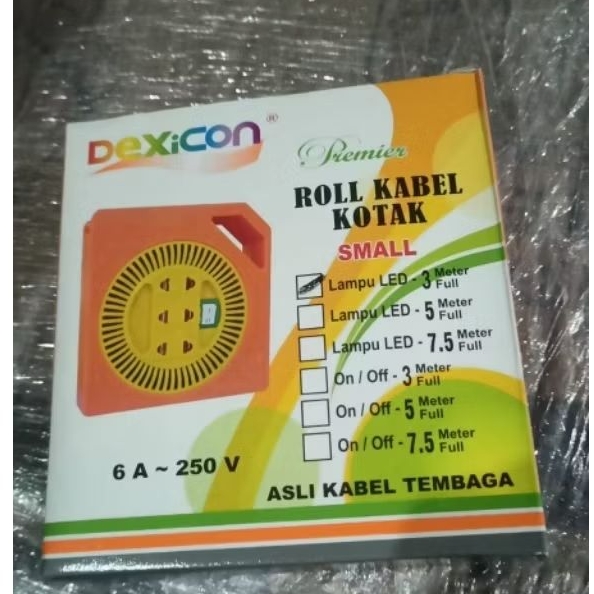 DexiCon ®
Premier
ROLL KABEL
KOTAK
SMALL
Lampu LED - 3 Meter Full
Lampu LED - 5 Meter Full
Lampu LED - 7.5 Meter Full
On / Off - 3 Meter Full
On / Off - 5 Meter Full
On / Off - 7.5 Meter Full
6 A ~ 250 V
ASLI KABEL TEMBAGA